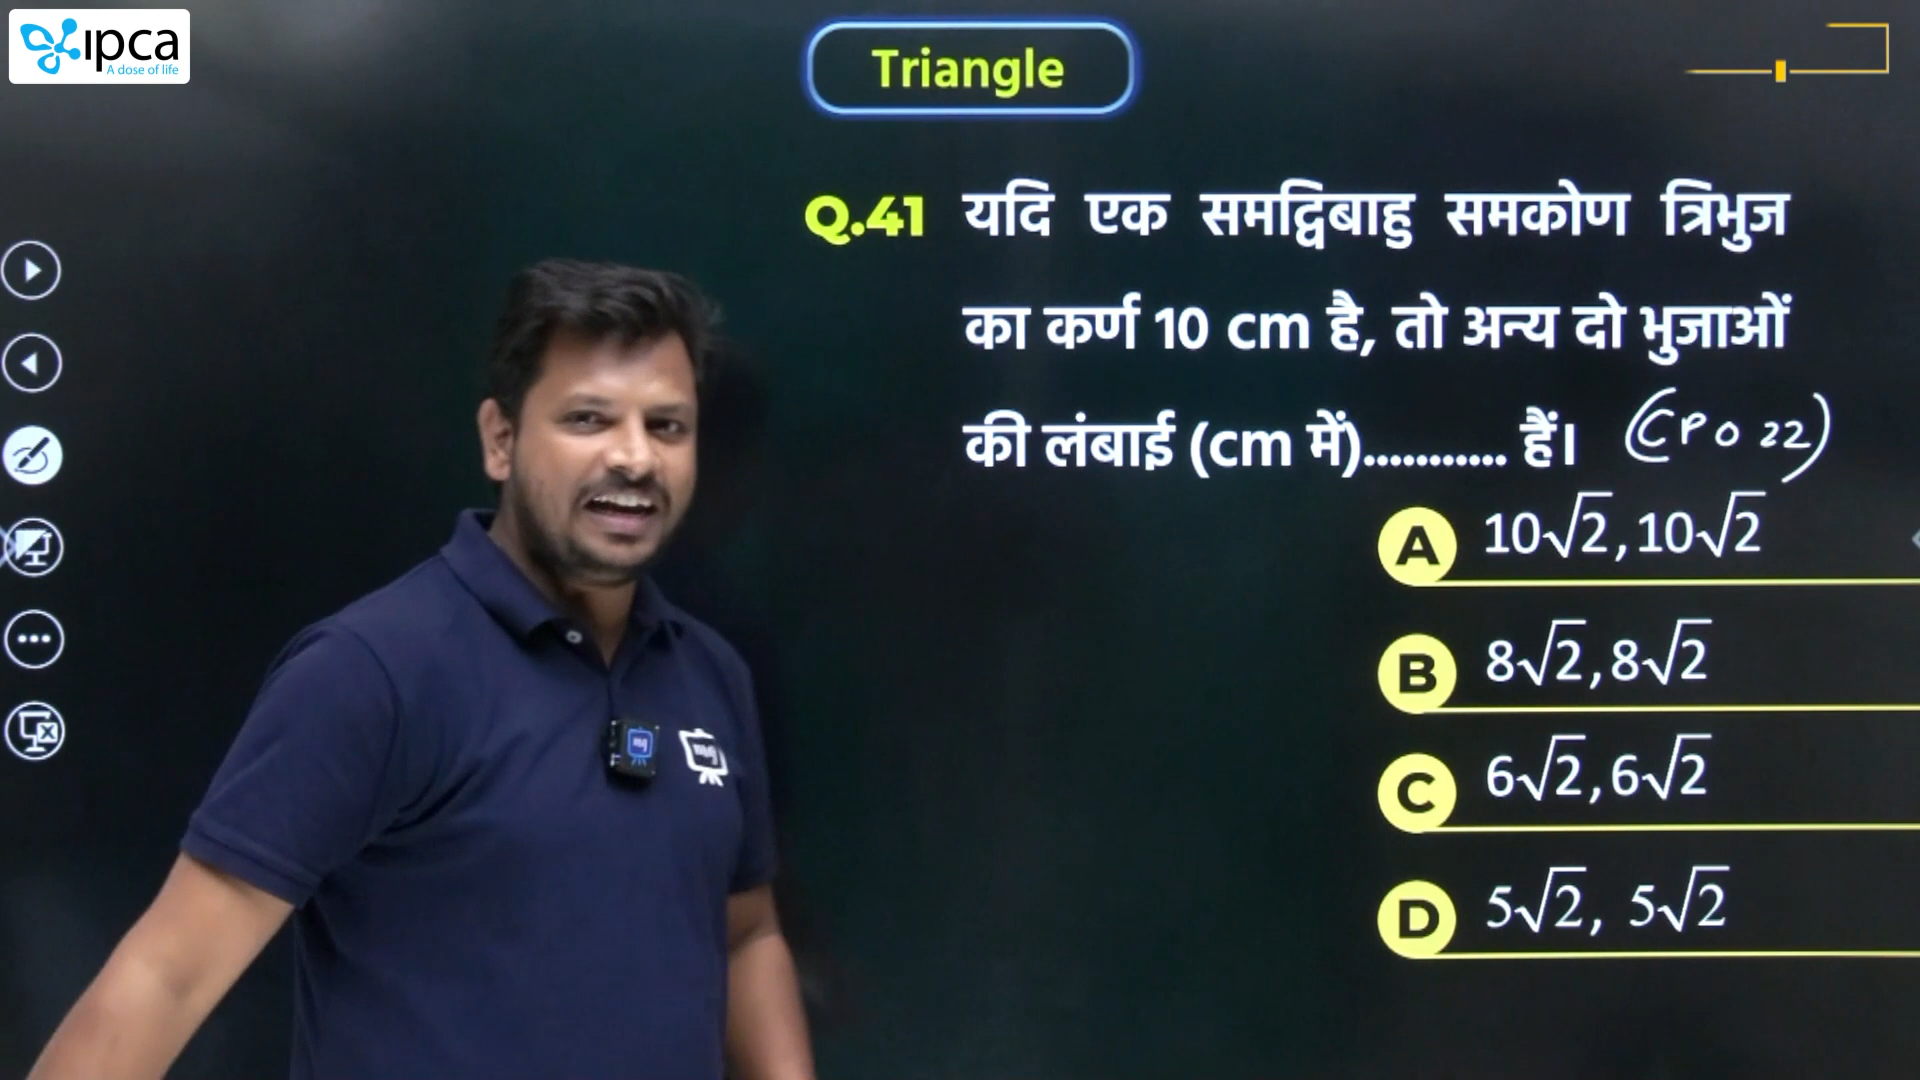 ipca
A dose of life
Triangle
Q.41 यदि एक समद्विबाहु समकोण त्रिभुज
का कर्ण 10 cm है, तो अन्य दो भुजाओं
की लंबाई (cm में)........... हैं। (CPO 22)
A 10√2, 10√2
B 8√2, 8√2
C 6√2, 6√2
D 5√2, 5√2